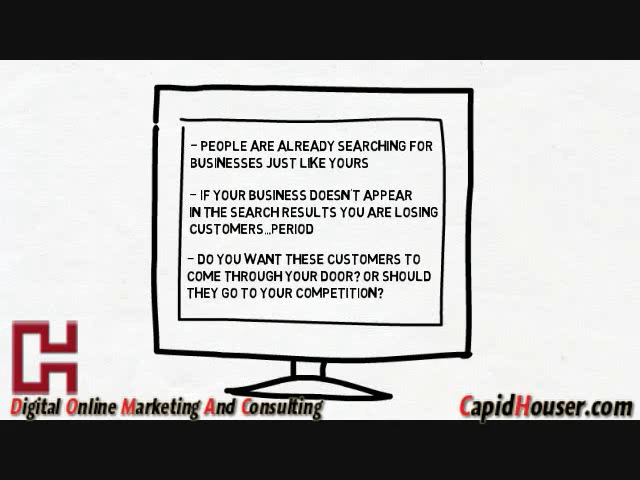 - PEOPLE ARE ALREADY SEARCHING FOR
BUSINESSES JUST LIKE YOURS
- IF YOUR BUSINESS DOESN'T APPEAR
IN THE SEARCH RESULTS YOU ARE LOSING
CUSTOMERS...PERIOD
- DO YOU WANT THESE CUSTOMERS TO
COME THROUGH YOUR DOOR? OR SHOULD
THEY GO TO YOUR COMPETITION?
CH
Digital Online Marketing And Consulting
CapidHouser.com